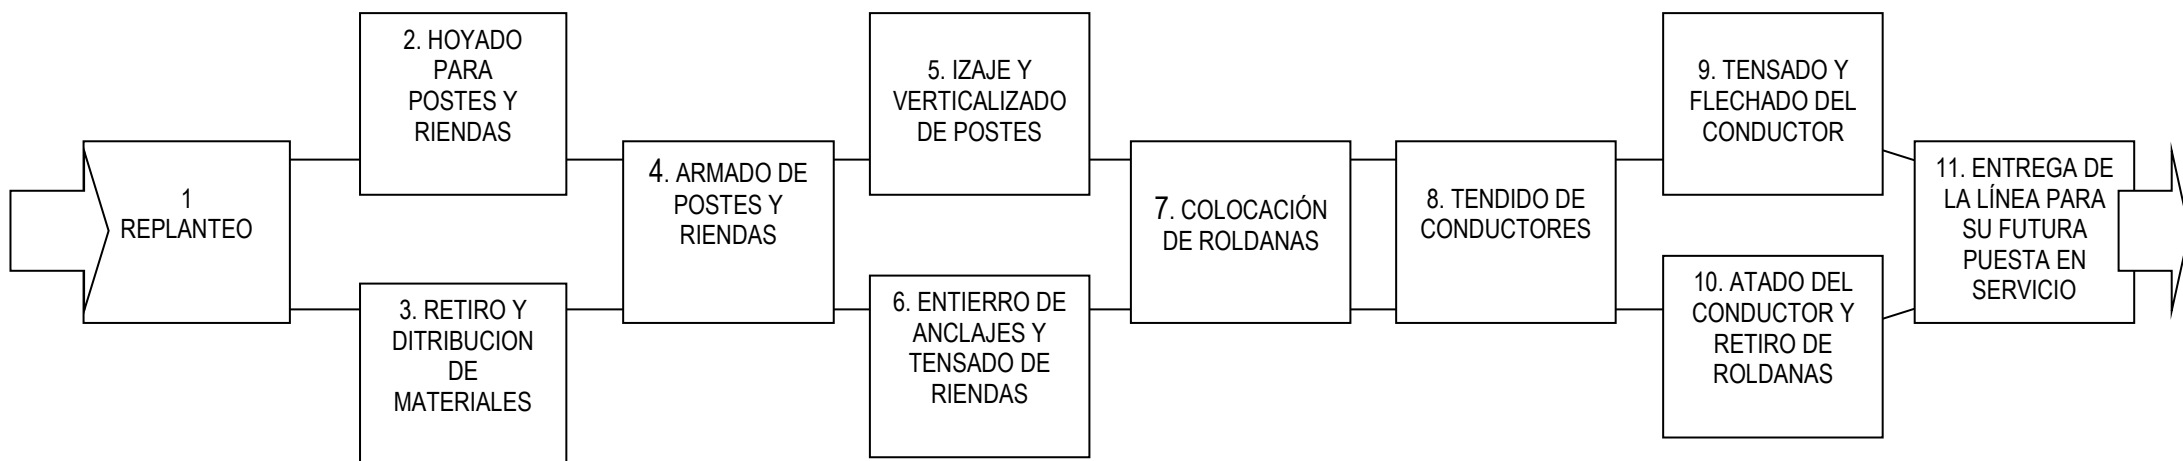 1
REPLANTEO
2. HOYADO
PARA
POSTES Y
RIENDAS
3. RETIRO Y
DITRIBUCION
DE
MATERIALES
4. ARMADO DE
POSTES Y
RIENDAS
5. IZAJE Y
VERTICALIZADO
DE POSTES
6. ENTIERRO DE
ANCLAJES Y
TENSADO DE
RIENDAS
7. COLOCACIÓN
DE ROLDANAS
8. TENDIDO DE
CONDUCTORES
9. TENSADO Y
FLECHADO DEL
CONDUCTOR
10. ATADO DEL
CONDUCTOR Y
RETIRO DE
ROLDANAS
11. ENTREGA DE
LA LÍNEA PARA
SU FUTURA
PUESTA EN
SERVICIO